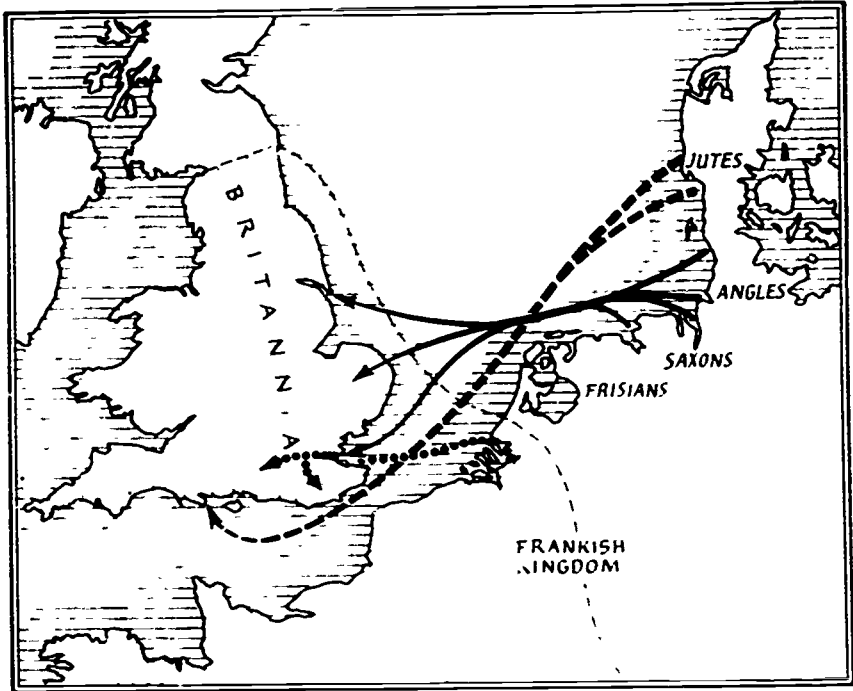 JUTES
BRITANNIA
ANGLES
SAXONS
FRISIANS
FRANKISH
KINGDOM